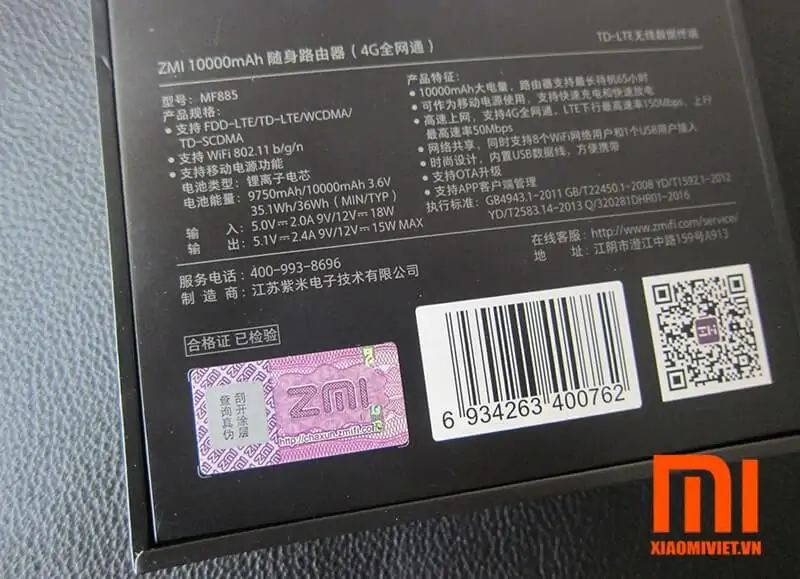 ZMI 10000mAh 随身路由器（4G全网通）
TD-LTE无线数据终端
型号：MF885
产品规格：
• 支持 FDD-LTE/TD-LTE/WCDMA/
TD-SCDMA
• 支持 WiFi 802.11 b/g/n
• 支持移动电源功能
电池类型：锂离子电芯
电池能量：9750mAh/10000mAh 3.6V
35.1Wh/36Wh（MIN/TYP）
输 入：5.0V⎓2.0A 9V/12V⎓18W
输 出：5.1V⎓2.4A 9V/12V⎓15W MAX
产品特征：
• 10000mAh大电量，路由器支持最长待机65小时
• 可作为移动电源使用，支持快速充电和快速放电
• 高速上网，支持4G全网通，LTE下行最高速率150Mbps，上行
最高速率50Mbps
• 网络共享，同时支持8个WiFi网络用户和1个USB用户接入
• 时尚设计，内置USB数据线，方便携带
• 支持OTA升级
• 支持APP客户端管理
执行标准：GB4943.1-2011 GB/T22450.1-2008 YD/T1592.1-2012
YD/T2583.14-2013 Q/320281DHR01-2016
服务电话：400-993-8696
制 造 商：江苏紫米电子技术有限公司
在线客服：http://www.zmifi.com/service/
地 址：江阴市澄江中路159号A913
合格证 已检验
刮开涂层
查询真伪
ZMI
http://chaxun.zmifi.com
6 934263 400762
mi
XIAOMIVIET.VN